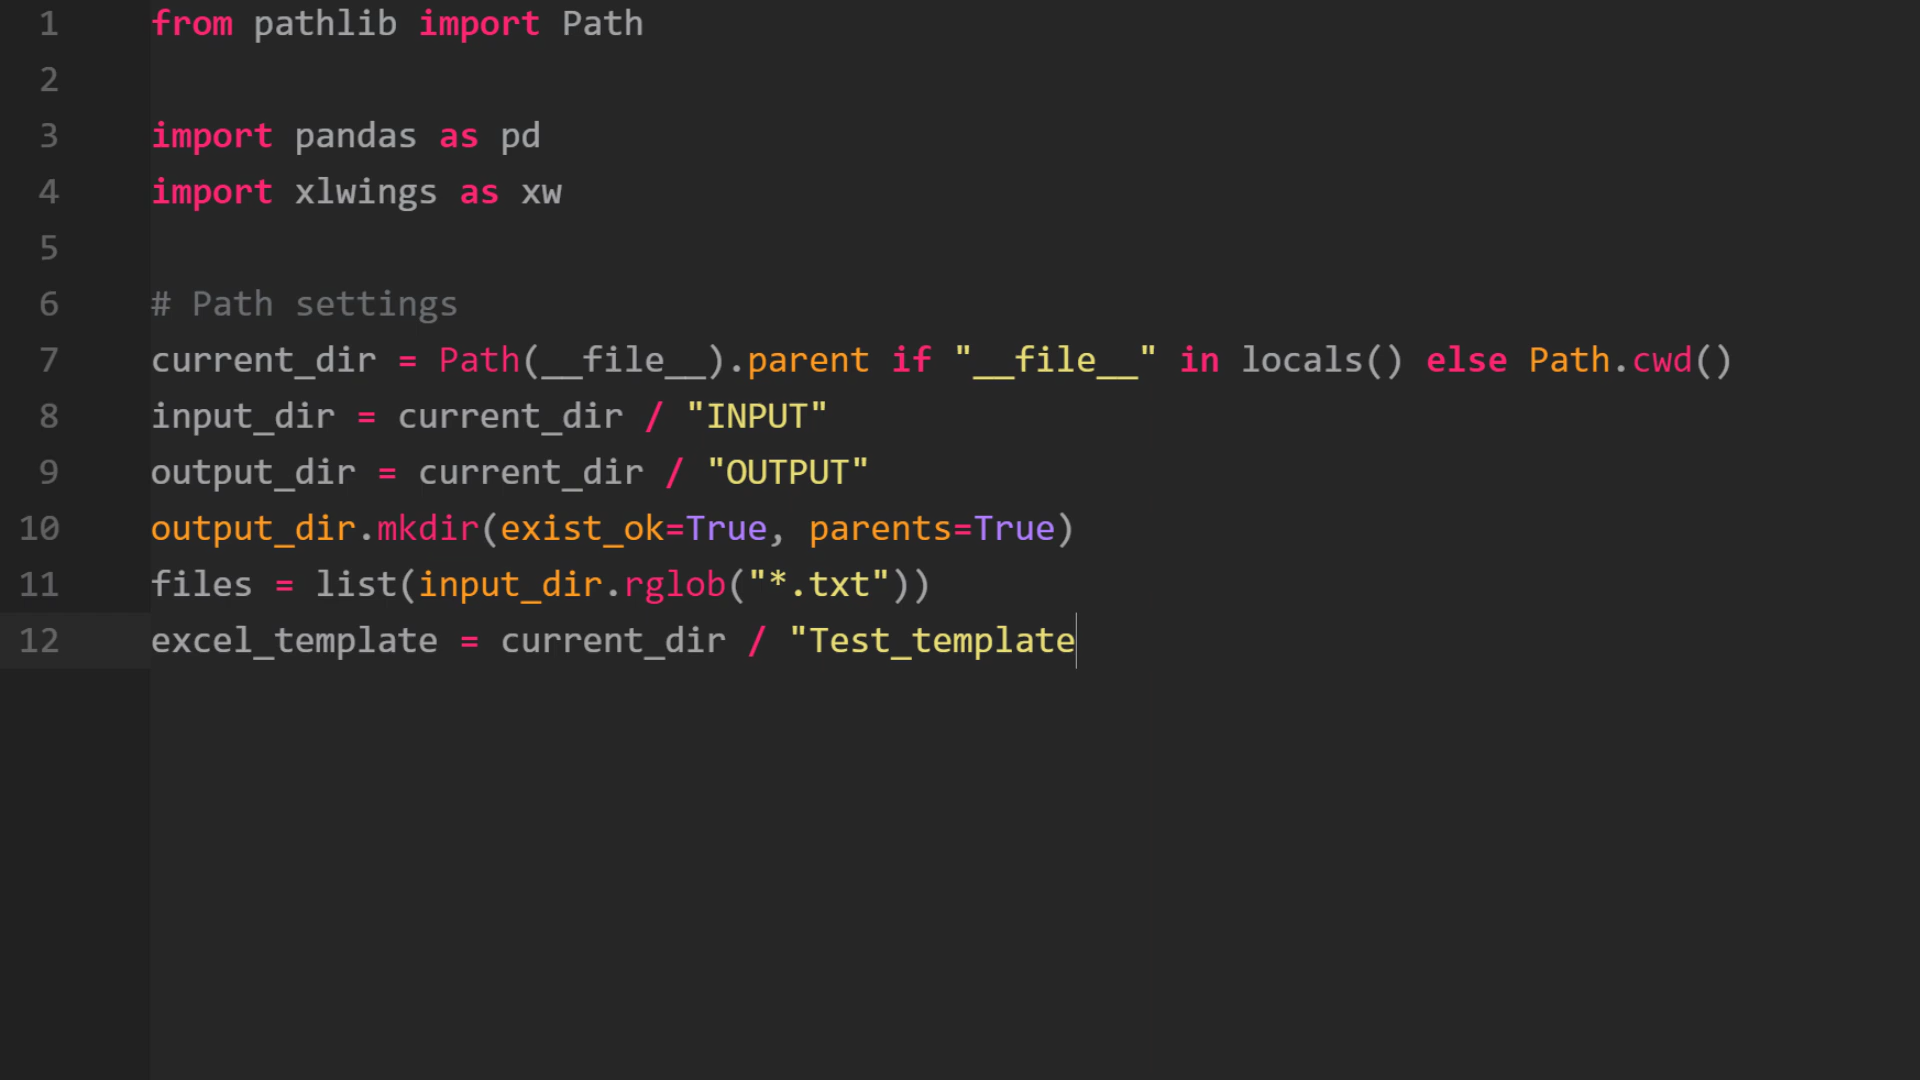 1 from pathlib import Path
2
3 import pandas as pd
4 import xlwings as xw
5
6 # Path settings
7 current_dir = Path(__file__).parent if "__file__" in locals() else Path.cwd()
8 input_dir = current_dir / "INPUT"
9 output_dir = current_dir / "OUTPUT"
10 output_dir.mkdir(exist_ok=True, parents=True)
11 files = list(input_dir.rglob("*.txt"))
12 excel_template = current_dir / "Test_template